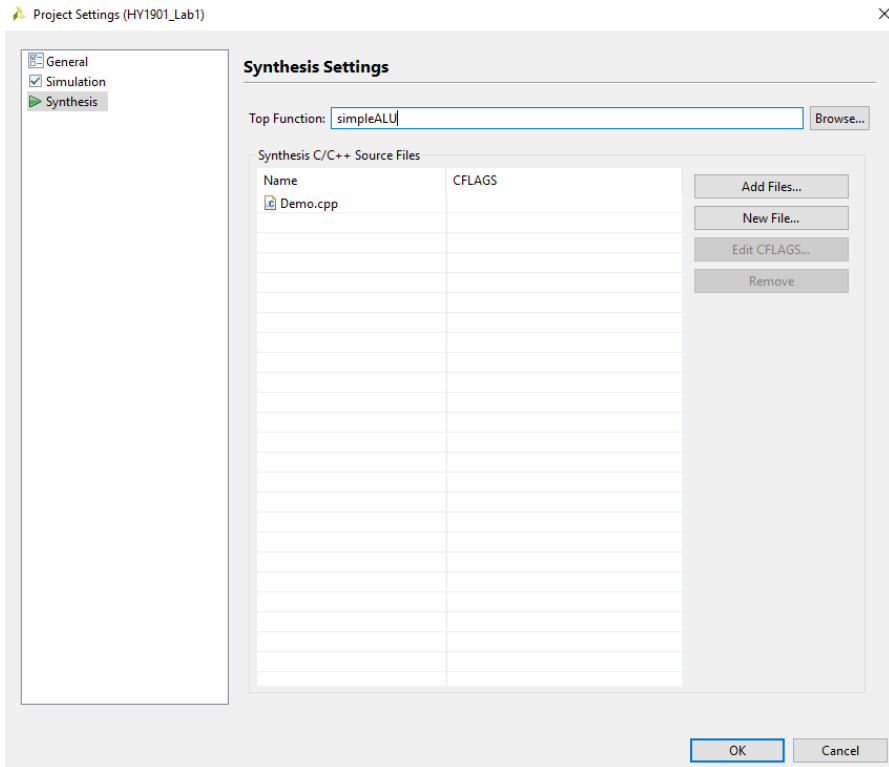 Project Settings (HY1901_Lab1)
General
Simulation
Synthesis
Synthesis Settings
Top Function: simpleALU Browse...
Synthesis C/C++ Source Files
Name CFLAGS
Demo.cpp
Add Files...
New File...
Edit CFLAGS...
Remove
OK Cancel